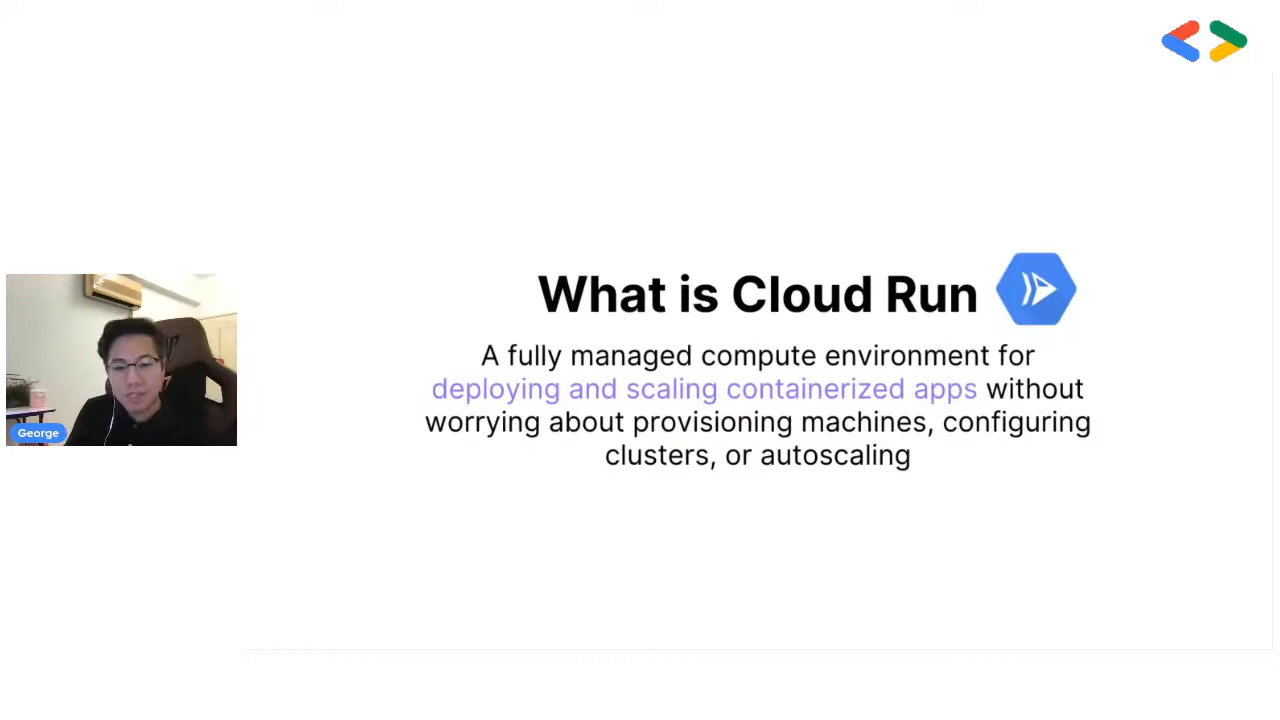 What is Cloud Run
A fully managed compute environment for
deploying and scaling containerized apps without
worrying about provisioning machines, configuring
clusters, or autoscaling
George